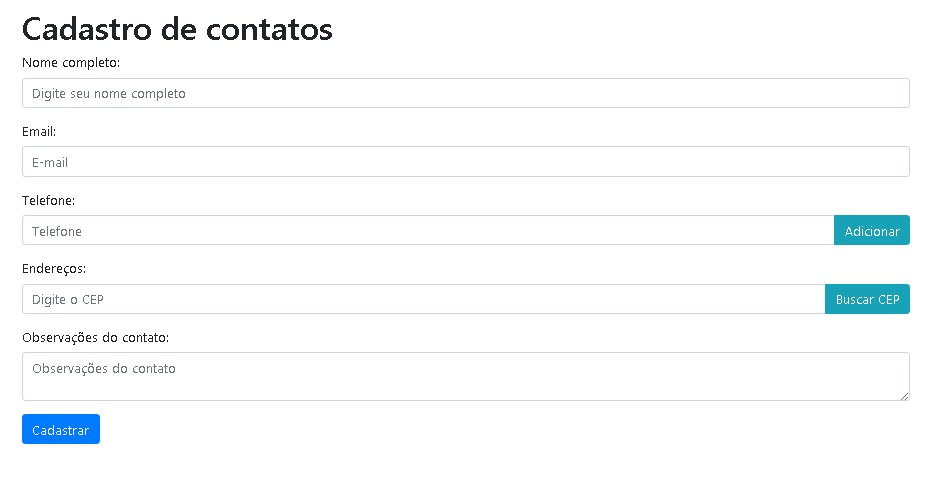 Cadastro de contatos
Nome completo:
Digite seu nome completo
Email:
E-mail
Telefone:
Telefone Adicionar
Endereços:
Digite o CEP Buscar CEP
Observações do contato:
Observações do contato
Cadastrar